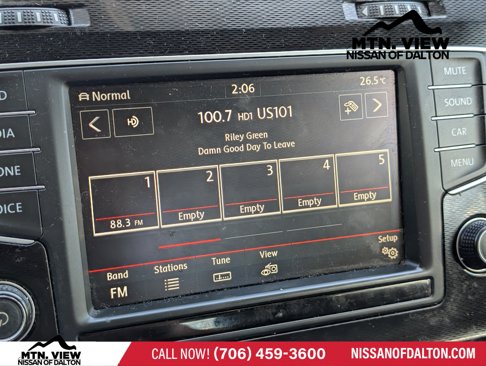 MTN. VIEW
NISSAN OF DALTON
Normal
2:06
26.5°C
MUTE
SOUND
CAR
MENU
100.7 HD1 US101
Riley Green
Damn Good Day To Leave
1
2
3
4
5
88.3 FM
Empty
Empty
Empty
Empty
Setup
Band
Stations
Tune
View
FM
MTN. VIEW
NISSAN OF DALTON
CALL NOW! (706) 459-3600
NISSANOFDALTON.COM